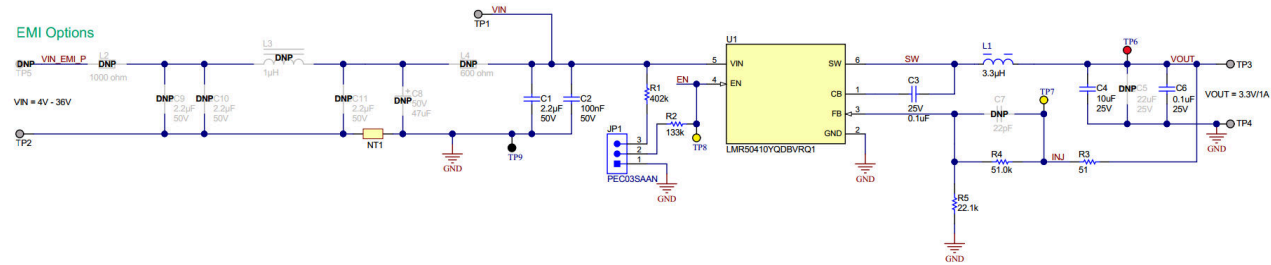 EMI Options
TP5
DNP
VIN_EMI_P
L2
DNP
1000 ohm
VIN = 4V - 36V
TP2
DNP
C9
2.2µF
50V
DNP
C10
2.2µF
50V
L3
DNP
1µH
DNP
C11
2.2µF
50V
NT1
DNP
C8
50V
47uF
GND
L4
DNP
600 ohm
TP1
VIN
TP9
C1
2.2µF
50V
C2
100nF
50V
R1
402k
R2
133k
JP1
3
2
1
PEC03SAAN
GND
EN
TP8
U1
5
VIN
4
EN
SW
6
CB
1
FB
3
GND
2
LMR50410YQDBVRQ1
GND
SW
C3
25V
0.1uF
L1
3.3µH
C7
DNP
22pF
TP7
R4
51.0k
INJ
R3
51
R5
22.1k
GND
C4
10uF
25V
TP6
DNP
C5
22uF
25V
VOUT
C6
0.1uF
25V
TP3
VOUT = 3.3V/1A
TP4
GND